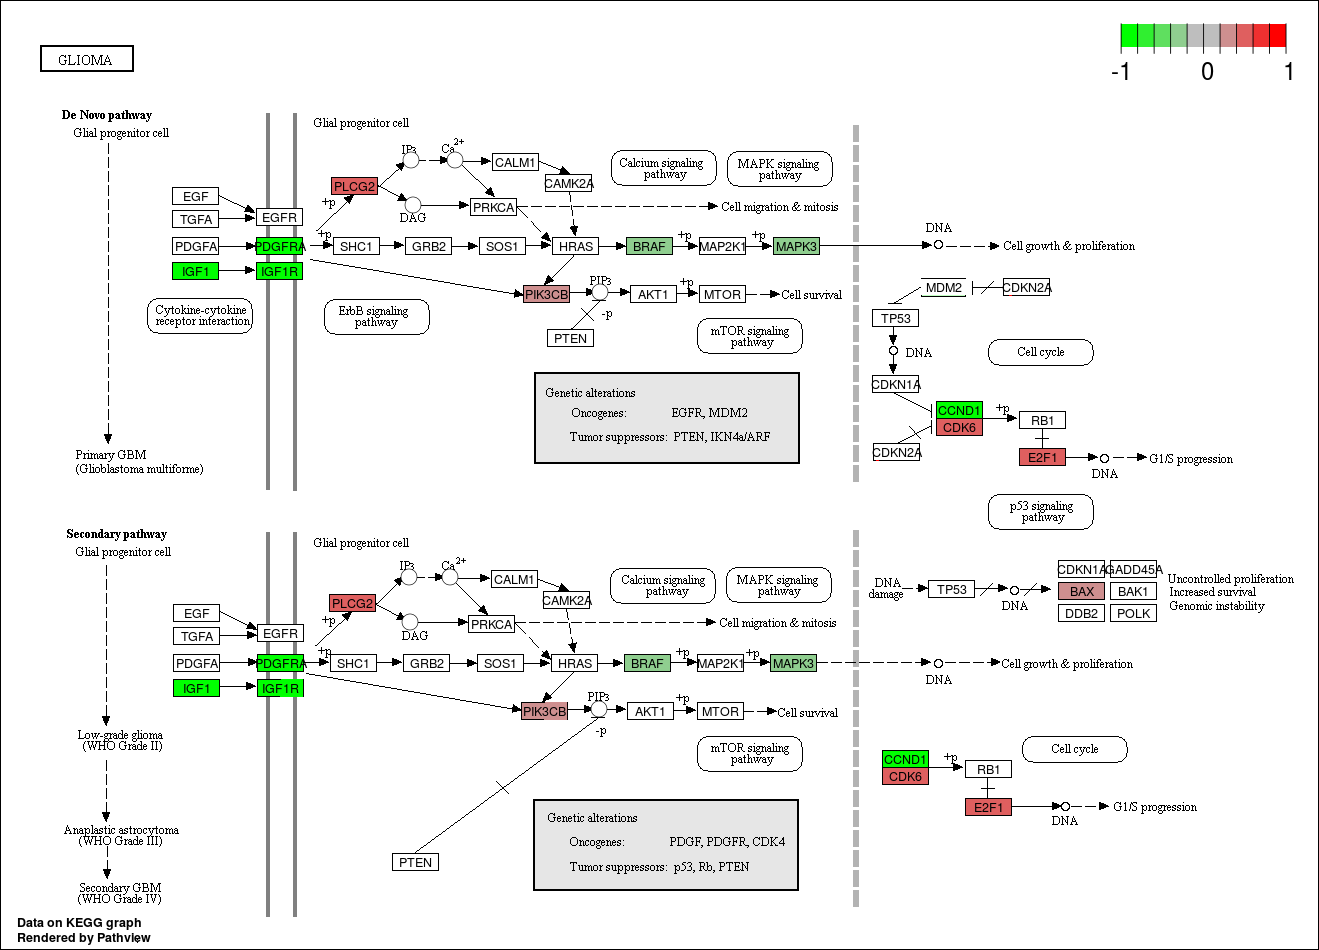 -1 0 1
GLIOMA
De Novo pathway
Glial progenitor cell
Glial progenitor cell
IP3
Ca2+
CALM1
Calcium signaling
pathway
MAPK signaling
pathway
PLCG2
CAMK2A
EGF
+p
DAG
PRKCA
Cell migration & mitosis
TGFA
EGFR
PDGFA
PDGFRA
+p
SHC1
GRB2
SOS1
HRAS
BRAF
+p
MAP2K1
+p
MAPK3
DNA
Cell growth & proliferation
IGF1
IGF1R
PIK3CB
PIP3
AKT1
+p
MTOR
Cell survival
MDM2
CDKN2A
-p
PTEN
Cytokine-cytokine
receptor interaction
ErbB signaling
pathway
mTOR signaling
pathway
TP53
DNA
Cell cycle
CDKN1A
Genetic alterations
Oncogenes: EGFR, MDM2
Tumor suppressors: PTEN, IKN4a/ARF
CCND1
CDK6
+p
RB1
CDKN2A
E2F1
DNA
G1/S progression
Primary GBM
(Glioblastoma multiforme)
p53 signaling
pathway
Secondary pathway
Glial progenitor cell
Glial progenitor cell
IP3
Ca2+
CALM1
Calcium signaling
pathway
MAPK signaling
pathway
PLCG2
CAMK2A
EGF
+p
DAG
PRKCA
Cell migration & mitosis
TGFA
EGFR
PDGFA
PDGFRA
+p
SHC1
GRB2
SOS1
HRAS
BRAF
+p
MAP2K1
+p
MAPK3
DNA
Cell growth & proliferation
DNA
damage
TP53
DNA
CDKN1A
GADD45A
BAX
BAK1
DDB2
POLK
Uncontrolled proliferation
Increased survival
Genomic instability
IGF1
IGF1R
PIK3CB
PIP3
AKT1
+p
MTOR
Cell survival
-p
mTOR signaling
pathway
Low-grade glioma
(WHO Grade II)
CCND1
CDK6
+p
RB1
Cell cycle
E2F1
DNA
G1/S progression
Genetic alterations
Oncogenes: PDGF, PDGFR, CDK4
Tumor suppressors: p53, Rb, PTEN
PTEN
Anaplastic astrocytoma
(WHO Grade III)
Secondary GBM
(WHO Grade IV)
Data on KEGG graph
Rendered by Pathview